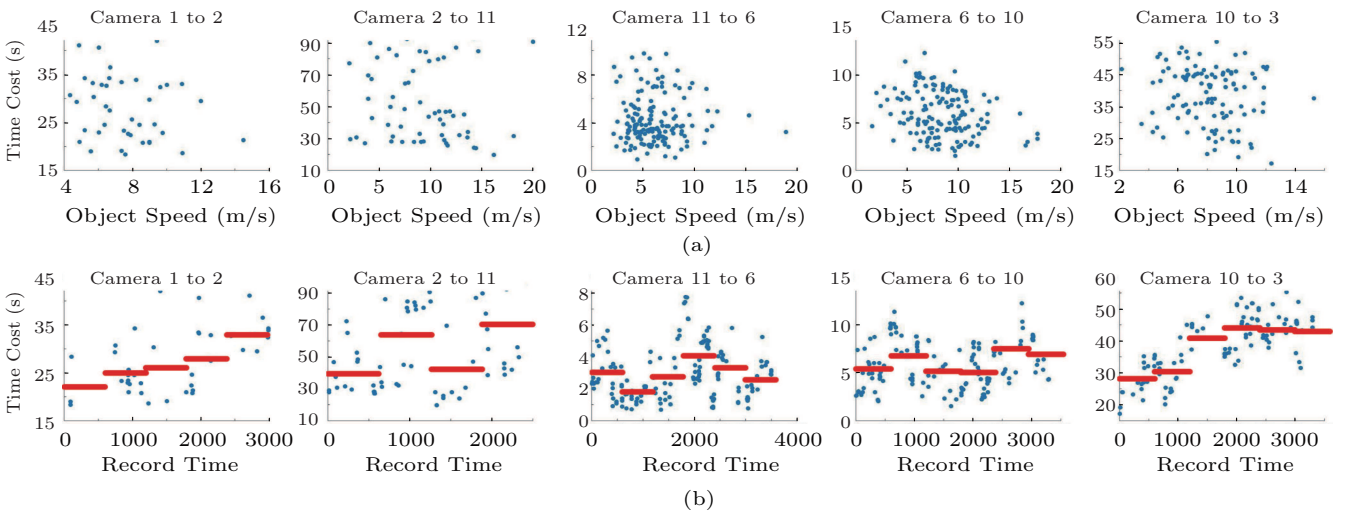 Camera 1 to 2
Camera 2 to 11
Camera 11 to 6
Camera 6 to 10
Camera 10 to 3
Time Cost (s)
45
35
25
15
4 8 12 16
90
70
50
30
10
0 5 10 15 20
12
8
4
0
0 5 10 15 20
15
10
5
0
0 5 10 15 20
55
45
35
25
15
2 6 10 14
Object Speed (m/s)
Object Speed (m/s)
Object Speed (m/s)
Object Speed (m/s)
Object Speed (m/s)
(a)
Camera 1 to 2
Camera 2 to 11
Camera 11 to 6
Camera 6 to 10
Camera 10 to 3
Time Cost (s)
45
35
25
15
0 1000 2000 3000
90
70
50
30
10
0 1000 2000
8
6
4
2
0
0 2000 4000
15
10
5
0
0 1000 2000 3000
60
50
40
30
20
0 1000 2000 3000
Record Time
Record Time
Record Time
Record Time
Record Time
(b)